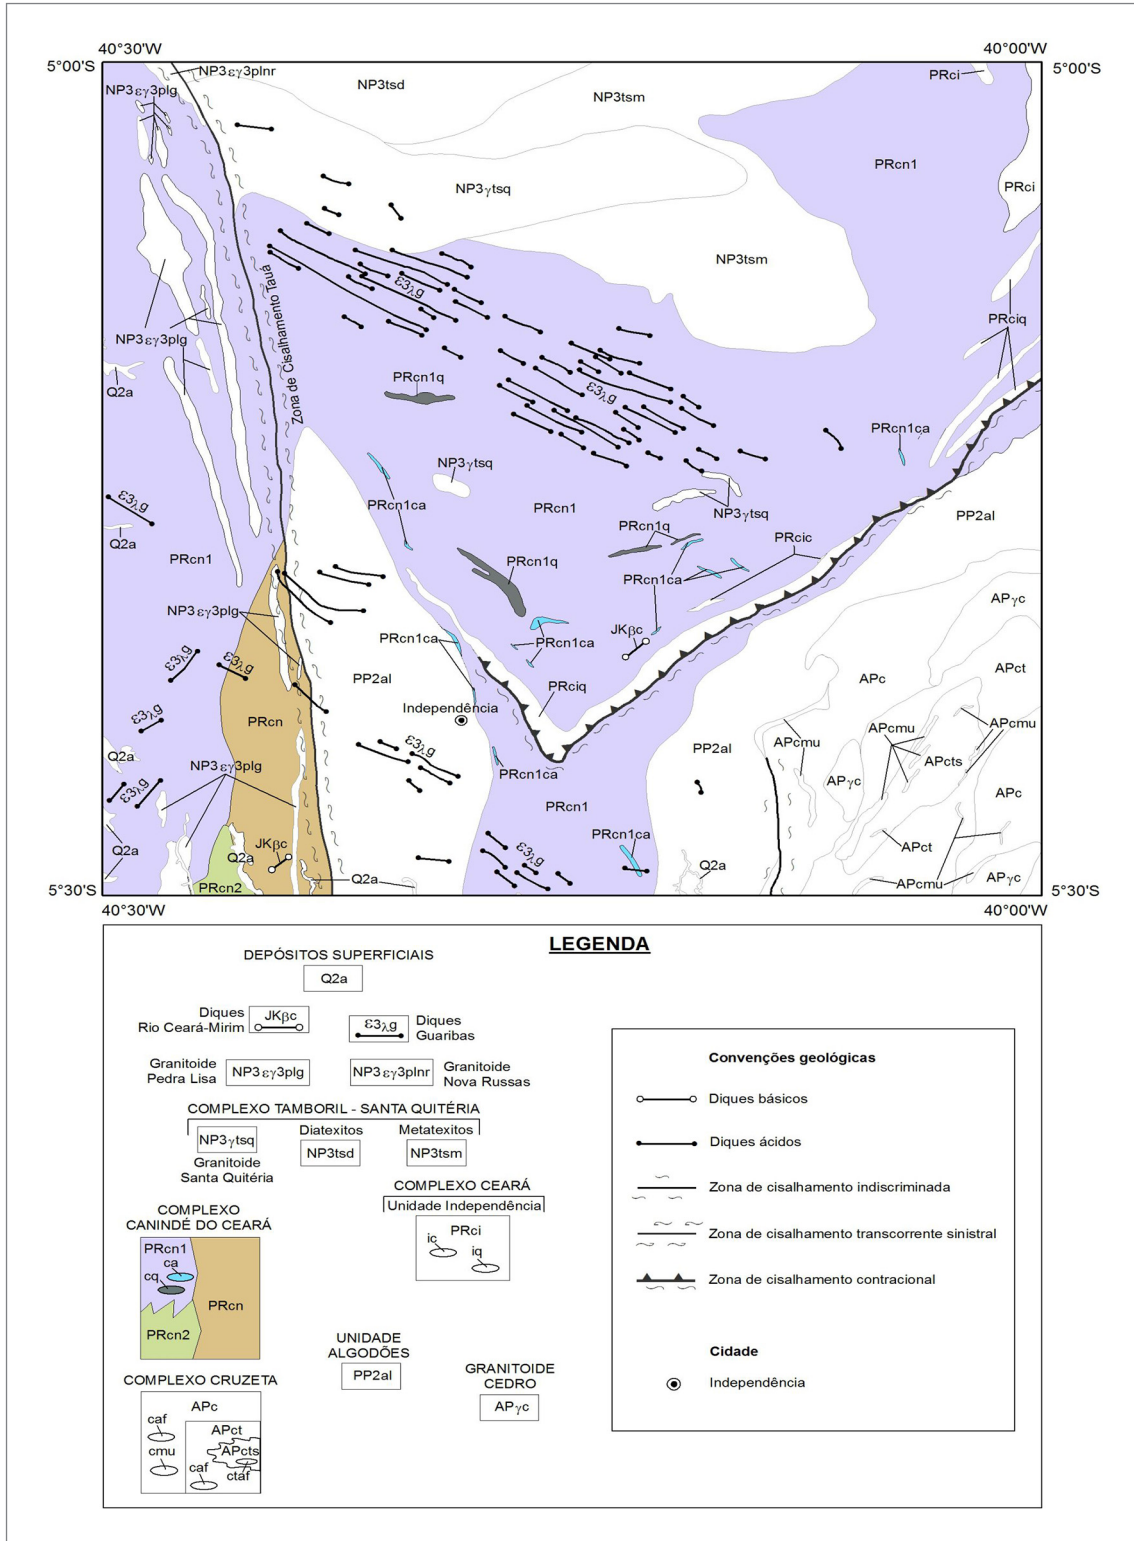 40°30'W
40°00'W
5°00'S
5°00'S
NP3εγ3plnr
NP3εγ3plg
NP3tsd
NP3tsm
PRci
PRcn1
NP3γtsq
PRci
NP3tsm
Zona de Cisalhamento Tauá
ε3γg
PRciq
NP3εγ3plg
Q2a
PRcn1q
ε3γg
PRcn1ca
NP3γtsq
PRcn1ca
ε3γg
PRcn1
NP3γtsq
PP2al
Q2a
PRcn1q
PRcic
PRcn1
PRcn1q
PRcn1ca
APγc
NP3εγ3plg
JKβc
PRcn1ca
PRcn1ca
ε3γg
ε3γg
APc
APct
PP2al
PRciq
Independência
ε3λg
PRcn
APcmu
APcmu
APcmu
ε3γg
PP2al
Q2a
NP3εγ3plg
APcts
PRcn1ca
APγc
ε3λg
APc
PRcn1
PRcn1ca
JKβc
Q2a
Q2a
ε3γg
APct
Q2a
APγc
Q2a
PRcn2
APcmu
5°30'S
5°30'S
40°30'W
40°00'W
LEGENDA
DEPÓSITOS SUPERFICIAIS
Q2a
Diques
Rio Ceará-Mirim
JKβc
ε3λg
Diques
Guaribas
Granitoide
Pedra Lisa
NP3εγ3plg
NP3εγ3plnr
Granitoide
Nova Russas
COMPLEXO TAMBORIL - SANTA QUITÉRIA
NP3γtsq
Granitoide
Santa Quitéria
Diatexitos
NP3tsd
Metatexitos
NP3tsm
COMPLEXO CEARÁ
Unidade Independência
PRci
ic
iq
COMPLEXO
CANINDÉ DO CEARÁ
PRcn1
ca
cq
PRcn
PRcn2
UNIDADE
ALGODÕES
PP2al
GRANITOIDE
CEDRO
APγc
COMPLEXO CRUZETA
APc
caf
APct
cmu
APcts
caf
ctaf
Convenções geológicas
Diques básicos
Diques ácidos
Zona de cisalhamento indiscriminada
Zona de cisalhamento transcorrente sinistral
Zona de cisalhamento contracional
Cidade
Independência